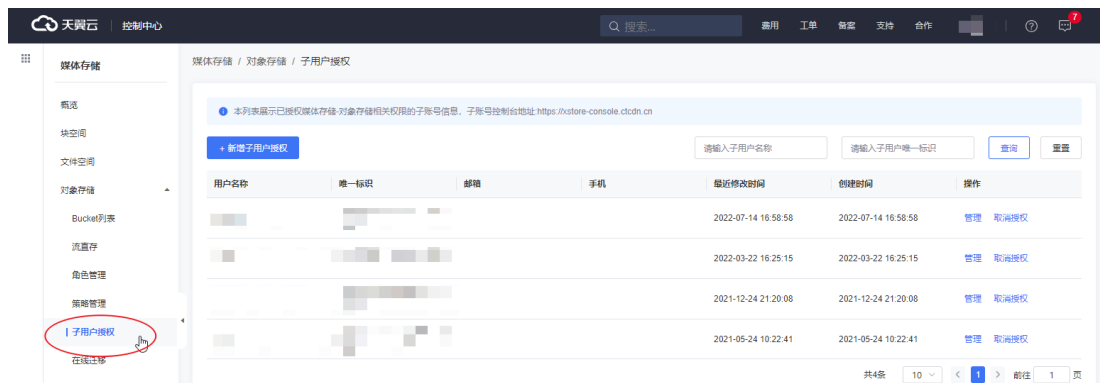 天翼云 控制中心 搜索... 费用 工单 备案 支持 合作 7
媒体存储
媒体存储 / 对象存储 / 子用户授权
概览
本列表展示已授权媒体存储-对象存储相关权限的子账号信息，子账号控制台地址:https://xstore-console.ctcdn.cn
块空间
+ 新增子用户授权 请输入子用户名称 请输入子用户唯一标识 查询 重置
文件空间
对象存储
用户名称 唯一标识 邮箱 手机 最近修改时间 创建时间 操作
Bucket列表
2022-07-14 16:58:58 2022-07-14 16:58:58 管理 取消授权
流直存
2022-03-22 16:25:15 2022-03-22 16:25:15 管理 取消授权
角色管理
策略管理
2021-12-24 21:20:08 2021-12-24 21:20:08 管理 取消授权
子用户授权
2021-05-24 10:22:41 2021-05-24 10:22:41 管理 取消授权
在线迁移
共4条 10 1 前往 1 页